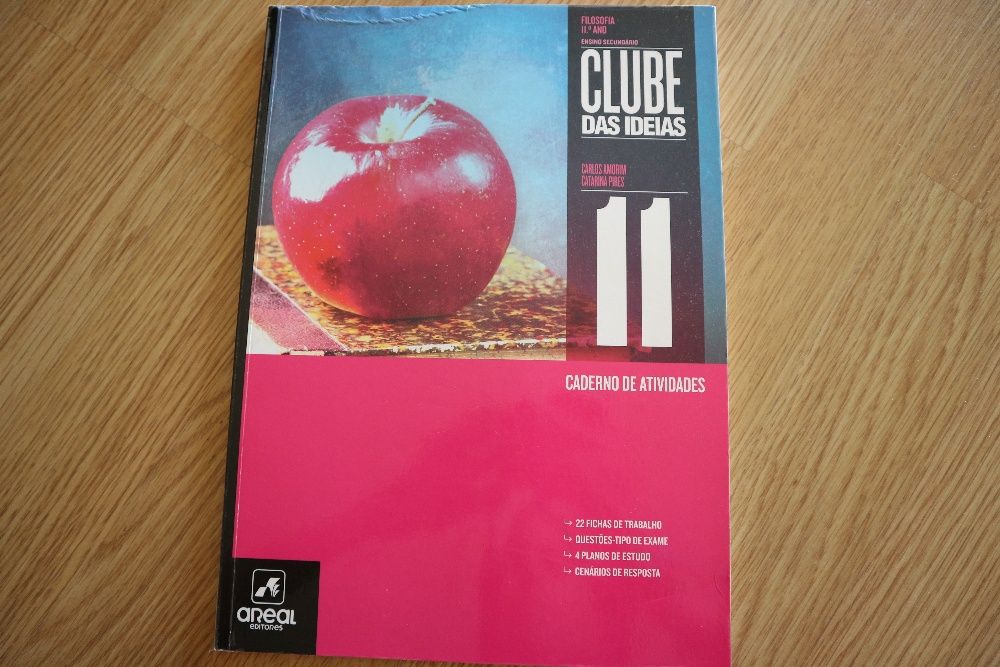 FILOSOFIA
11.º ANO
ENSINO SECUNDÁRIO
CLUBE
DAS IDEIAS
CARLOS AMORIM
CATARINA PIRES
11
CADERNO DE ATIVIDADES
↪ 22 FICHAS DE TRABALHO
↪ QUESTÕES-TIPO DE EXAME
↪ 4 PLANOS DE ESTUDO
↪ CENÁRIOS DE RESPOSTA
AREAL
EDITORES